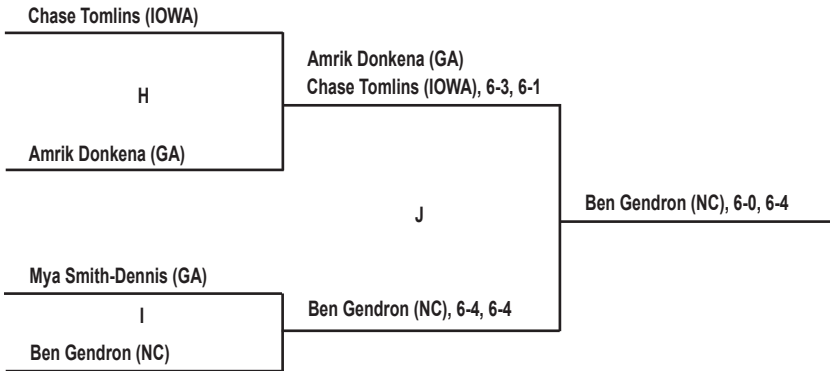 Chase Tomlins (IOWA)
Amrik Donkena (GA)
Chase Tomlins (IOWA), 6-3, 6-1
H
Amrik Donkena (GA)
J
Ben Gendron (NC), 6-0, 6-4
Mya Smith-Dennis (GA)
I
Ben Gendron (NC), 6-4, 6-4
Ben Gendron (NC)